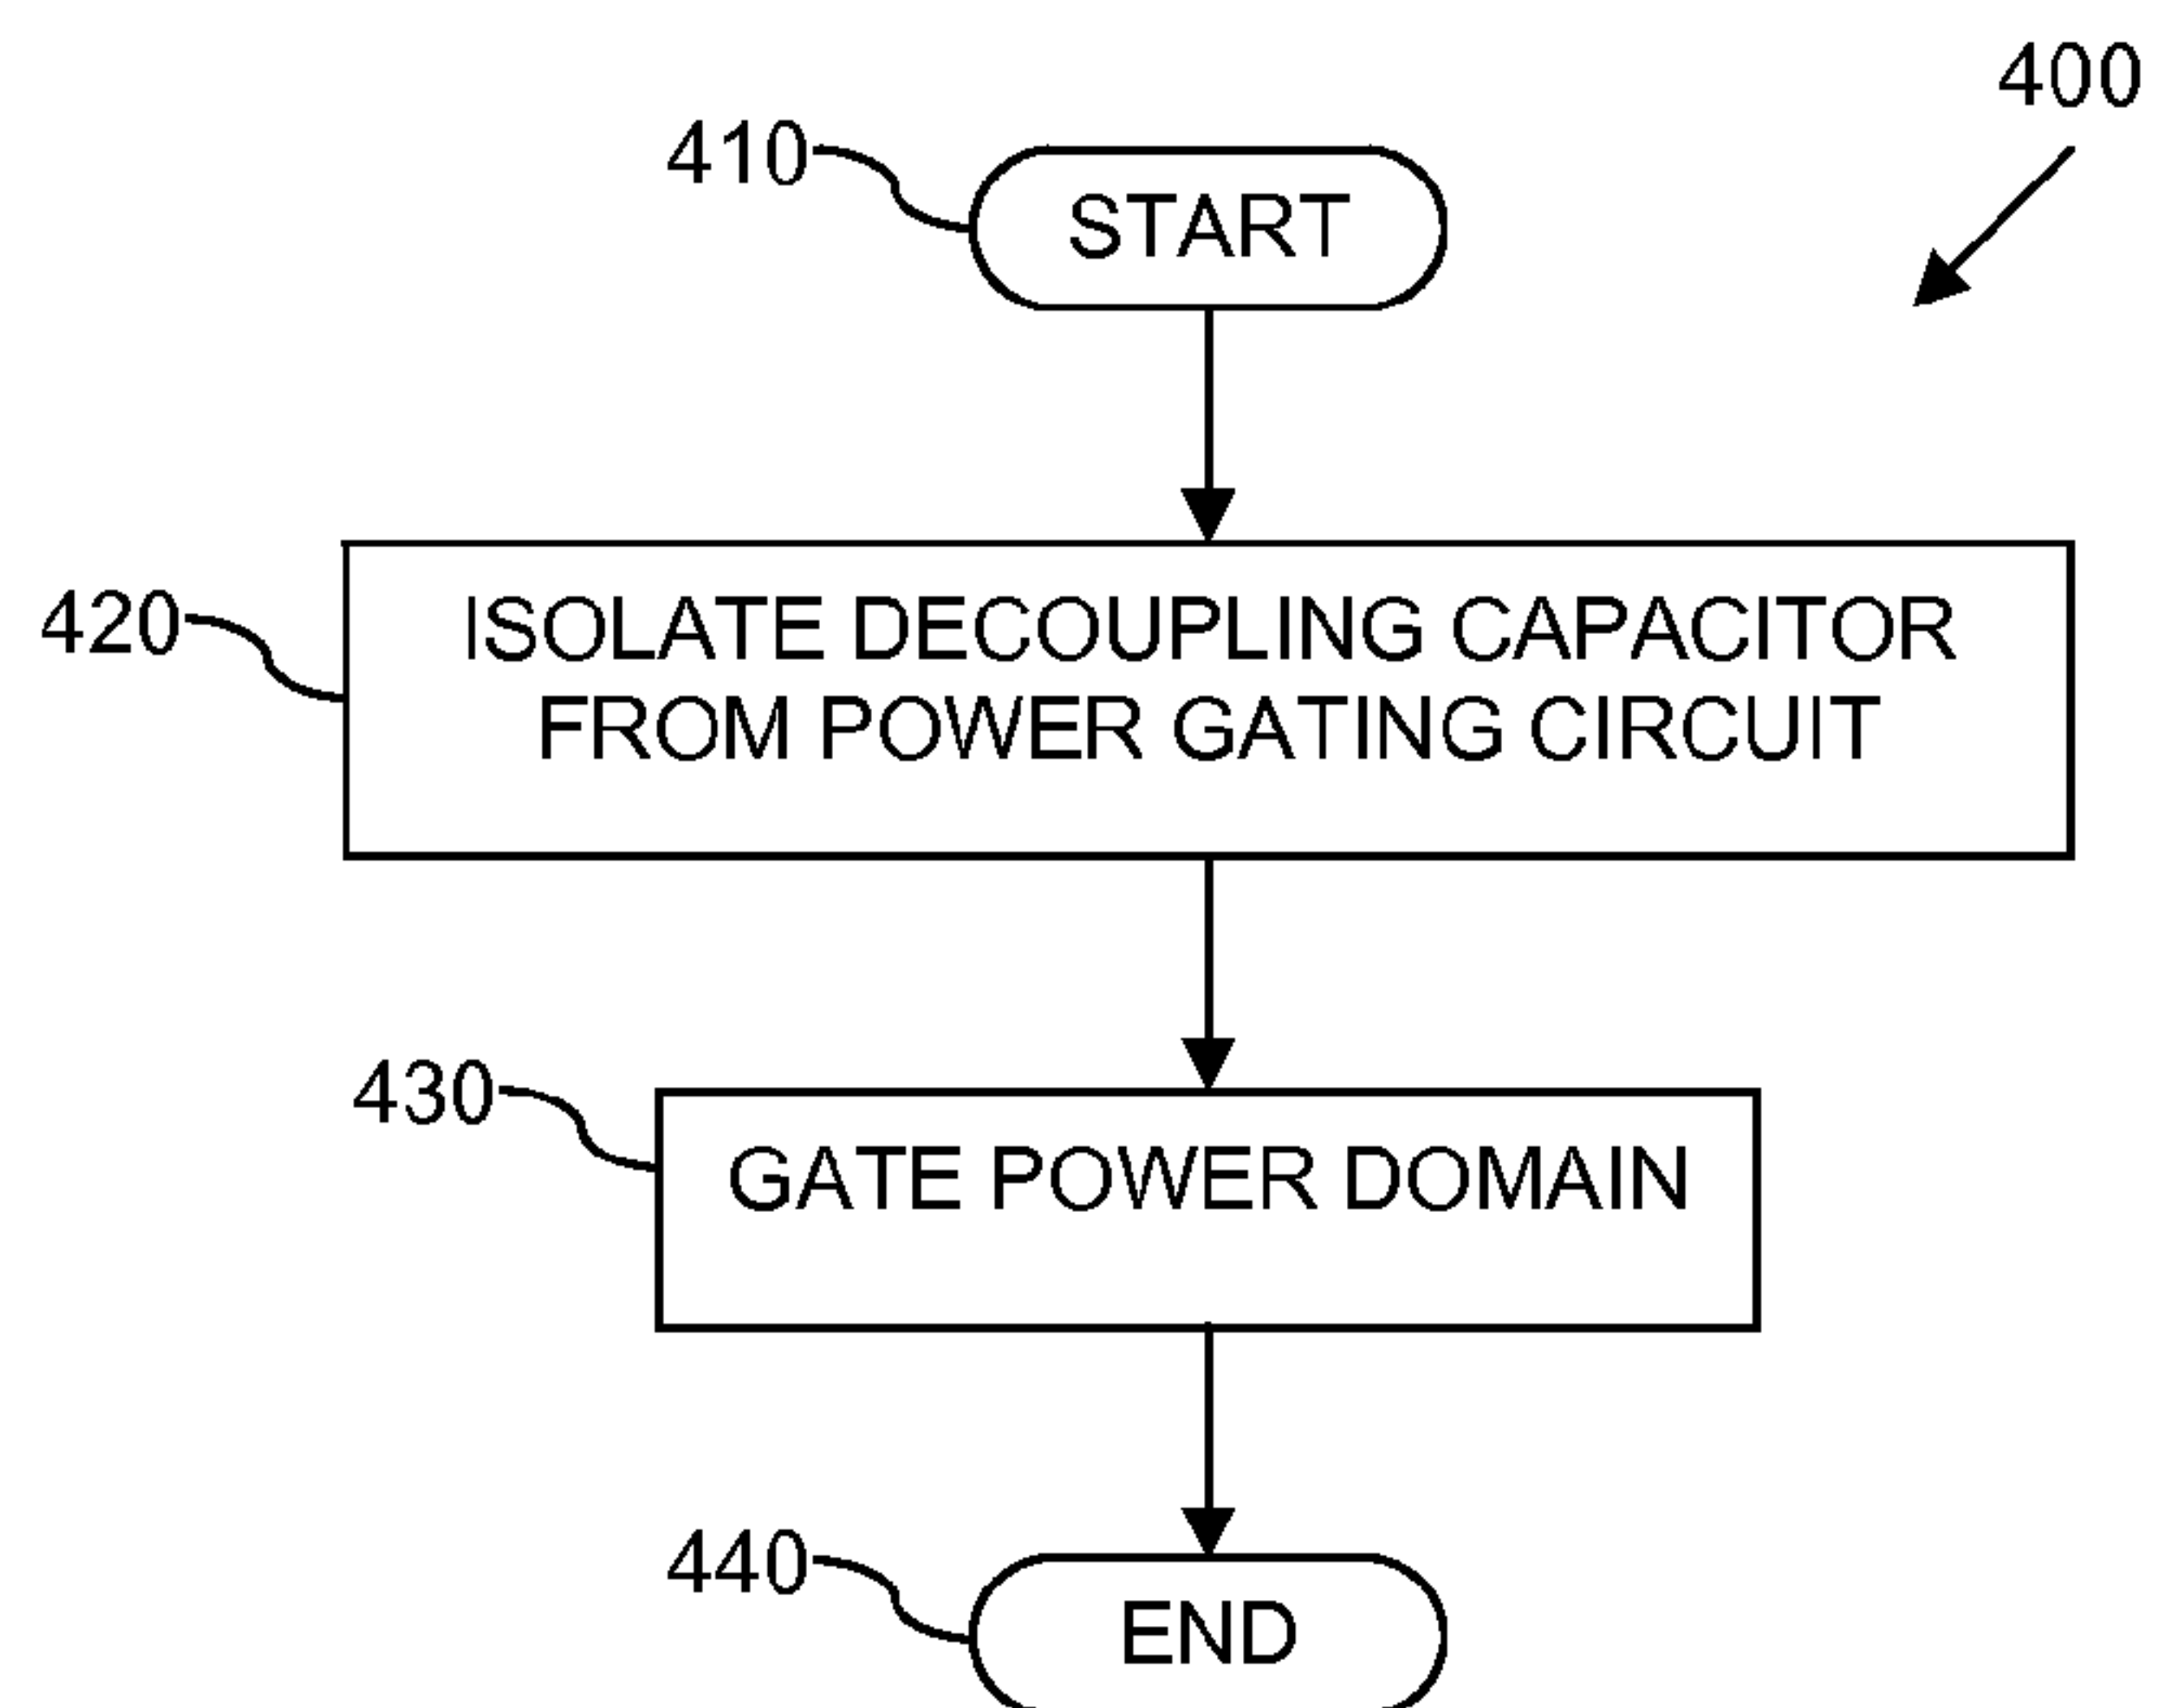 400
410
START
420
ISOLATE DECOUPLING CAPACITOR
FROM POWER GATING CIRCUIT
430
GATE POWER DOMAIN
440
END